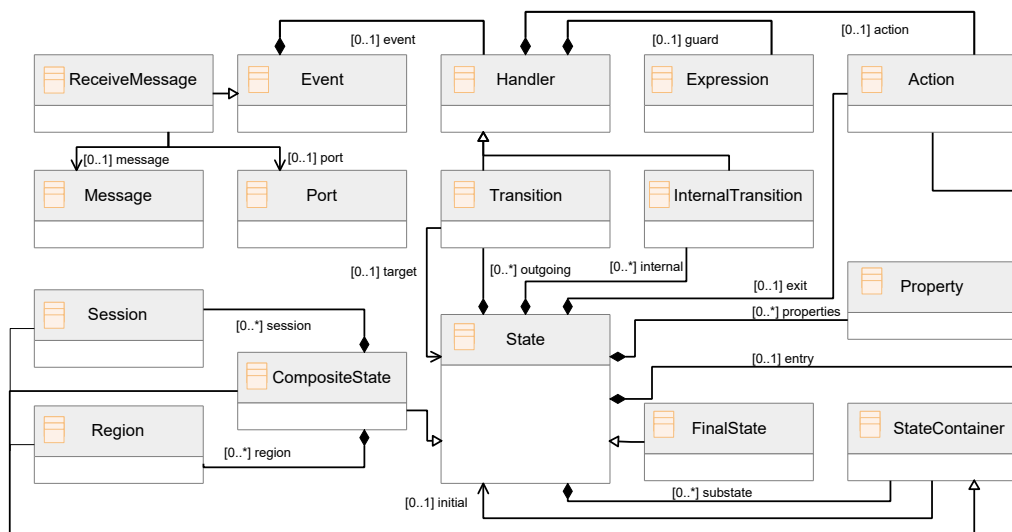 [0..1] event
[0..1] guard
[0..1] action
ReceiveMessage
Event
Handler
Expression
Action
[0..1] message
[0..1] port
Message
Port
Transition
InternalTransition
[0..1] target
[0..*] outgoing
[0..*] internal
[0..1] exit
Property
Session
[0..*] session
[0..*] properties
State
CompositeState
[0..1] entry
Region
FinalState
StateContainer
[0..*] region
[0..1] initial
[0..*] substate